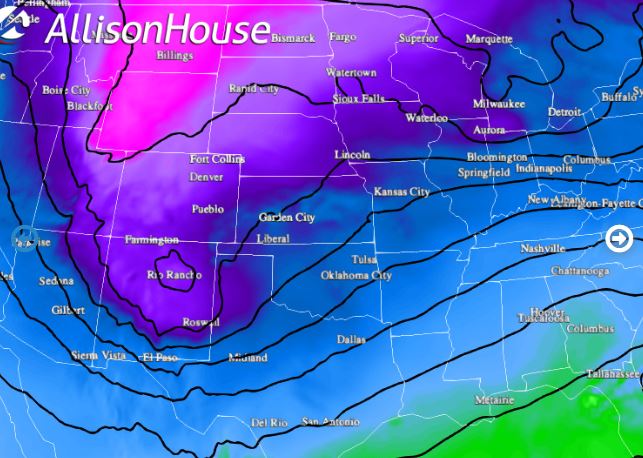 AllisonHouse
Bismarck
Fargo
Superior
Marquette
Billings
Watertown
Boise City
Rapid City
Sioux Falls
Blackfoot
Milwaukee
Buffalo
Waterloo
Detroit
Aurora
Fort Collins
Lincoln
Bloomington
Columbus
Denver
Springfield
Indianapolis
Kansas City
Pueblo
New Albany
Garden City
Farmington
Liberal
Nashville
Tulsa
Chattanooga
Rio Rancho
Oklahoma City
Sedona
Gilbert
Hoover
Roswell
Tuscaloosa
Columbus
Dallas
Sierra Vista
El Paso
Midland
Tallahassee
Metairie
Del Rio
San Antonio